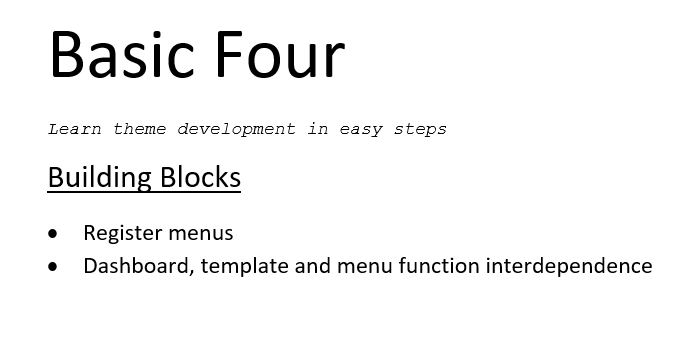 Basic Four
Learn theme development in easy steps
Building Blocks
• Register menus
• Dashboard, template and menu function interdependence